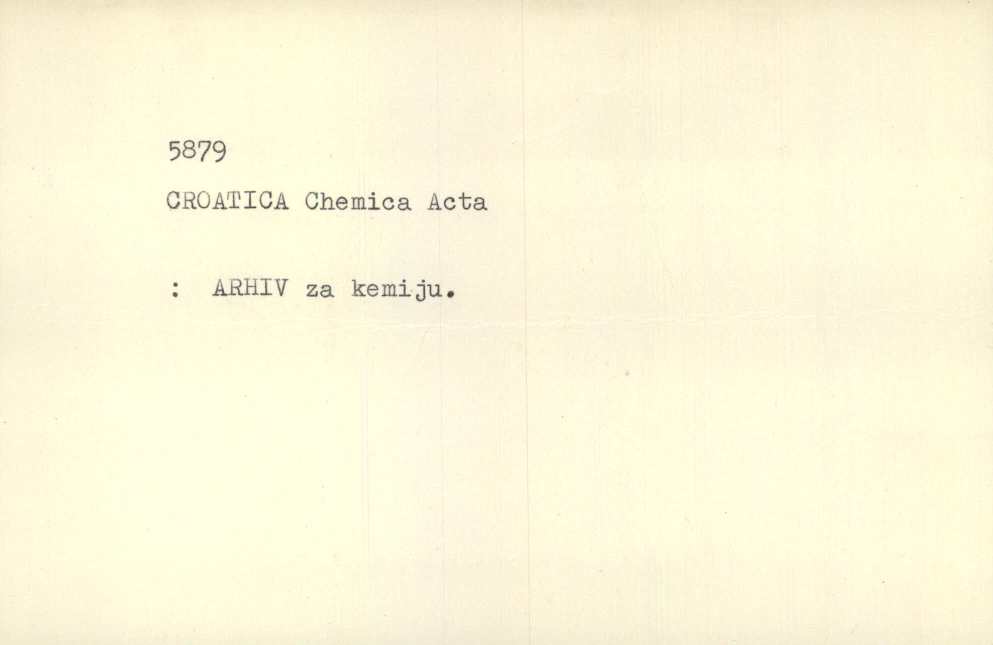 5879
CROATICA Chemica Acta
: ARHIV za kemiju.